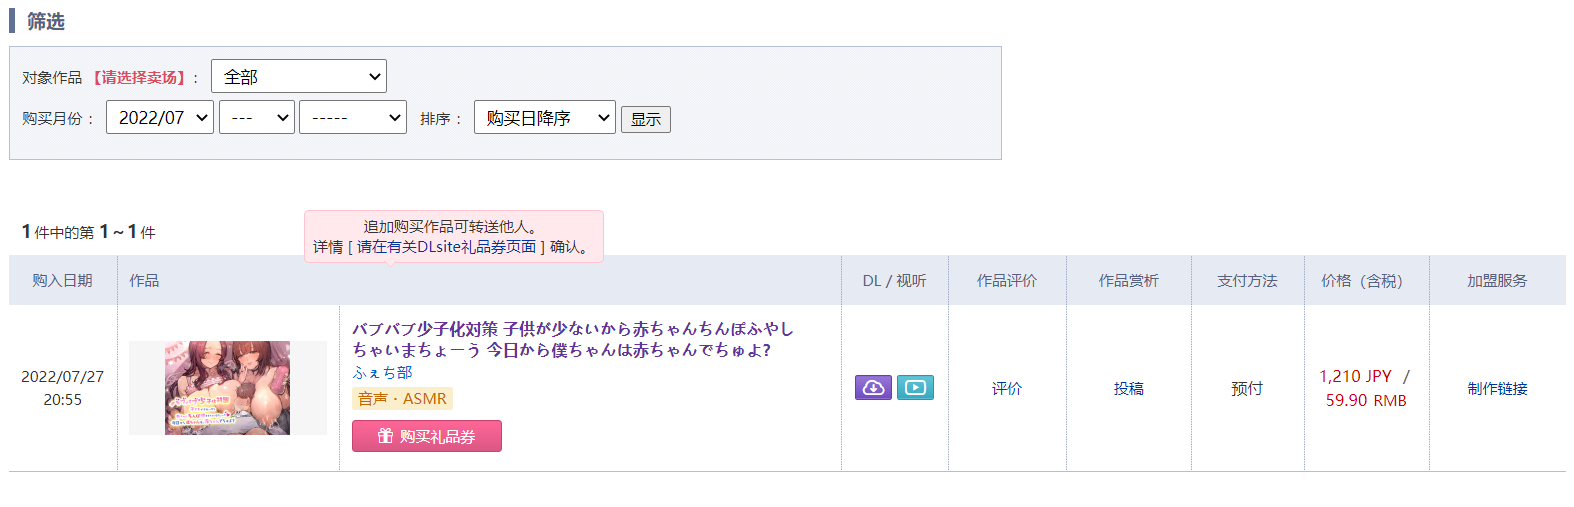 筛选
对象作品 【请选择卖场】： 全部
购买月份： 2022/07 --- ----- 排序： 购买日降序 显示
追加购买作品可转送他人。
详情 [ 请在有关DLsite礼品券页面 ] 确认。
1 件中的第 1 ~ 1 件
购入日期 作品 DL / 视听 作品评价 作品赏析 支付方法 价格（含税） 加盟服务
2022/07/27
20:55
バブバブ少子化対策 子供が少ないから赤ちゃんちんぽふやし
ちゃいまちょーう 今日から僕ちゃんは赤ちゃんでちゅよ?
ふぇち部
音声・ASMR
购买礼品券
评价
投稿
预付
1,210 JPY /
59.90 RMB
制作链接